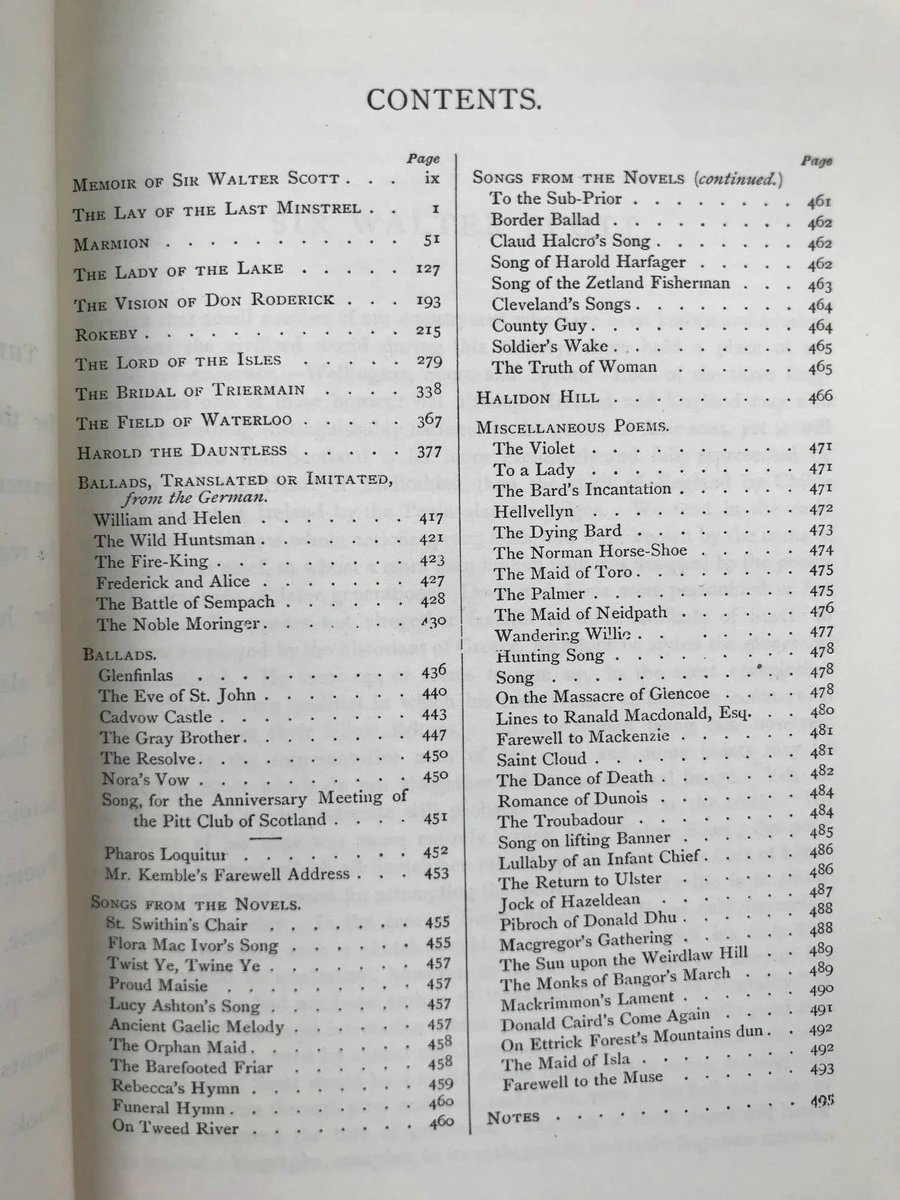 CONTENTS.
Page
MEMOIR OF SIR WALTER SCOTT . . . ix
THE LAY OF THE LAST MINSTREL . . 1
MARMION . . . . . . . . . . . 51
THE LADY OF THE LAKE . . . . . 127
THE VISION OF DON RODERICK . . . 193
ROKEBY . . . . . . . . . . . 215
THE LORD OF THE ISLES . . . . . 279
THE BRIDAL OF TRIERMAIN . . . . 338
THE FIELD OF WATERLOO . . . . . 367
HAROLD THE DAUNTLESS . . . . . 377
BALLADS, TRANSLATED OR IMITATED,
from the German.
William and Helen . . . . . . . 417
The Wild Huntsman . . . . . . . 421
The Fire-King . . . . . . . . . 423
Frederick and Alice . . . . . . 427
The Battle of Sempach . . . . . . 428
The Noble Moringer . . . . . . . 430
BALLADS.
Glenfinlas . . . . . . . . . 436
The Eve of St. John . . . . . . . 440
Cadyow Castle . . . . . . . . . 443
The Gray Brother . . . . . . . . 447
The Resolve . . . . . . . . . . 450
Nora's Vow . . . . . . . . . . 450
Song, for the Anniversary Meeting of
the Pitt Club of Scotland . . . . 451
Pharos Loquitur . . . . . . . . 452
Mr. Kemble's Farewell Address . . . 453
SONGS FROM THE NOVELS.
St. Swithin's Chair . . . . . . . 455
Flora Mac Ivor's Song . . . . . . 455
Twist Ye, Twine Ye . . . . . . . 457
Proud Maisie . . . . . . . . . 457
Lucy Ashton's Song . . . . . . . 457
Ancient Gaelic Melody . . . . . . 457
The Orphan Maid . . . . . . . . 458
The Barefooted Friar . . . . . . 458
Rebecca's Hymn . . . . . . . . 459
Funeral Hymn . . . . . . . . . 460
On Tweed River . . . . . . . . 460
Page
SONGS FROM THE NOVELS (continued.)
To the Sub-Prior . . . . . . . . 461
Border Ballad . . . . . . . . . 462
Claud Halcro's Song . . . . . . . 462
Song of Harold Harfager . . . . . 462
Song of the Zetland Fisherman . . . 463
Cleveland's Songs . . . . . . . . 464
County Guy . . . . . . . . . . 464
Soldier's Wake . . . . . . . . . 465
The Truth of Woman . . . . . . 465
HALIDON HILL . . . . . . . . 466
MISCELLANEOUS POEMS.
The Violet . . . . . . . . . . 471
To a Lady . . . . . . . . . . 471
The Bard's Incantation . . . . . . 471
Hellvellyn . . . . . . . . . . 472
The Dying Bard . . . . . . . . 473
The Norman Horse-Shoe . . . . . 474
The Maid of Toro . . . . . . . . 475
The Palmer . . . . . . . . . . 475
The Maid of Neidpath . . . . . . 476
Wandering Willie . . . . . . . . 477
Hunting Song . . . . . . . . . 478
Song . . . . . . . . . . . . 478
On the Massacre of Glencoe . . . . 478
Lines to Ranald Macdonald, Esq. . . 480
Farewell to Mackenzie . . . . . . 481
Saint Cloud . . . . . . . . . . 481
The Dance of Death . . . . . . . 482
Romance of Dunois . . . . . . . 484
The Troubadour . . . . . . . . 484
Song on lifting Banner . . . . . . 485
Lullaby of an Infant Chief . . . . . 486
The Return to Ulster . . . . . . 486
Jock of Hazeldean . . . . . . . 487
Pibroch of Donald Dhu . . . . . . 488
Macgregor's Gathering . . . . . . 488
The Sun upon the Weirdlaw Hill . . 489
The Monks of Bangor's March . . . 489
Mackrimmon's Lament . . . . . . 490
Donald Caird's Come Again . . . . 491
On Ettrick Forest's Mountains dun . . 492
The Maid of Isla . . . . . . . . 492
Farewell to the Muse . . . . . . 493
NOTES . . . . . . . . . . . 495